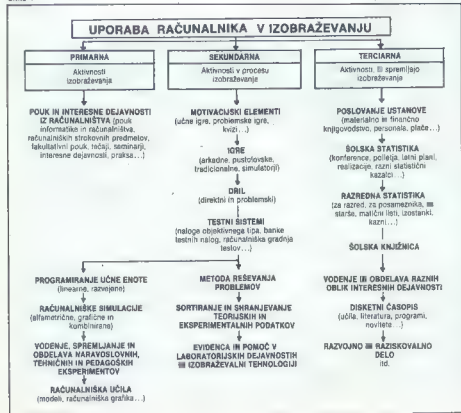 UPORABA RAČUNALNIKA V IZOBRAŽEVANJU
PRIMARNA
Aktivnosti
izobraževanja
POUK IN INTERESNE DEJAVNOSTI
IZ RAČUNALNIŠTVA (pouk
informatike in računalništva,
računalniških strokovnih predmetov,
fakultativni pouk, tečaji, seminarji,
interesne dejavnosti, praksa...)
SEKUNDARNA
Aktivnosti v procesu
izobraževanja
MOTIVACIJSKI ELEMENTI
(učne igre, problemske igre,
kvizi...)
IGRE
(arkadne, pustolovske,
tradicionalne, simulatorji)
DRIL
(direktni in problemski)
TESTNI SISTEMI
(naloge objektivnega tipa, banke
testnih nalog, računalniška gradnja
testov...)
PROGRAMIRANJE UČNE ENOTE
(linearne, razvejene)
RAČUNALNIŠKE SIMULACIJE
(alfametrične, grafične in
kombinirane)
VODENJE, SPREMLJANJE IN
OBDELAVA NARAVOSLOVNIH,
TEHNIČNIH IN PEDAGOŠKIH
EKSPERIMENTOV
RAČUNALNIŠKA UČILA
(modeli, računalniška grafika...)
METODA REŠEVANJA
PROBLEMOV
SORTIRANJE IN SHRANJEVANJE
TEORIJSKIH IN
EKSPERIMENTALNIH PODATKOV
EVIDENCA IN POMOČ V
LABORATORIJSKIH DEJAVNOSTIH
IZOBRAŽEVALNI TEHNOLOGIJI
TERCIARNA
Aktivnosti, ki spremljajo
izobraževanje
POSLOVANJE USTANOVE
(materialno in finančno
knjigovodstvo, personala, plače...)
ŠOLSKA STATISTIKA
(konference, polletja, letni plani,
realizacije, razni statistični
kazalci...)
RAZREDNA STATISTIKA
(za razred, za posameznika,
starše, matični listi, izostanki,
kazni...)
ŠOLSKA KNJIŽNICA
VODENJE IN OBDELAVA RAZNIH
OBLIK INTERESNIH DEJAVNOSTI
DISKETNI ČASOPIS
(učila, literatura, programi,
novitete...)
RAZVOJNO RAZISKOVALNO
DELO
itd.